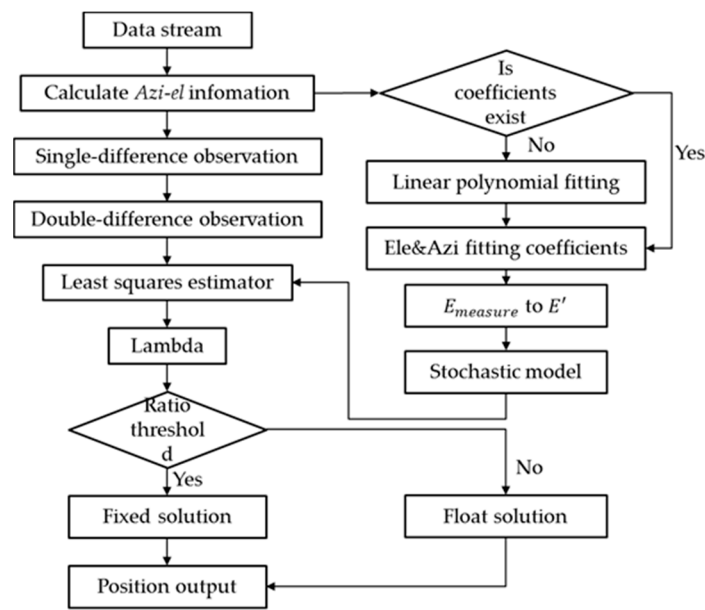 Data stream
Calculate Azi-el infomation
Single-difference observation
Double-difference observation
Least squares estimator
Lambda
Ratio
threshol
d
Yes
Fixed solution
Position output
Is
coefficients
exist
No
Yes
Linear polynomial fitting
Ele&Azi fitting coefficients
Emeasure to E′
Stochastic model
No
Float solution